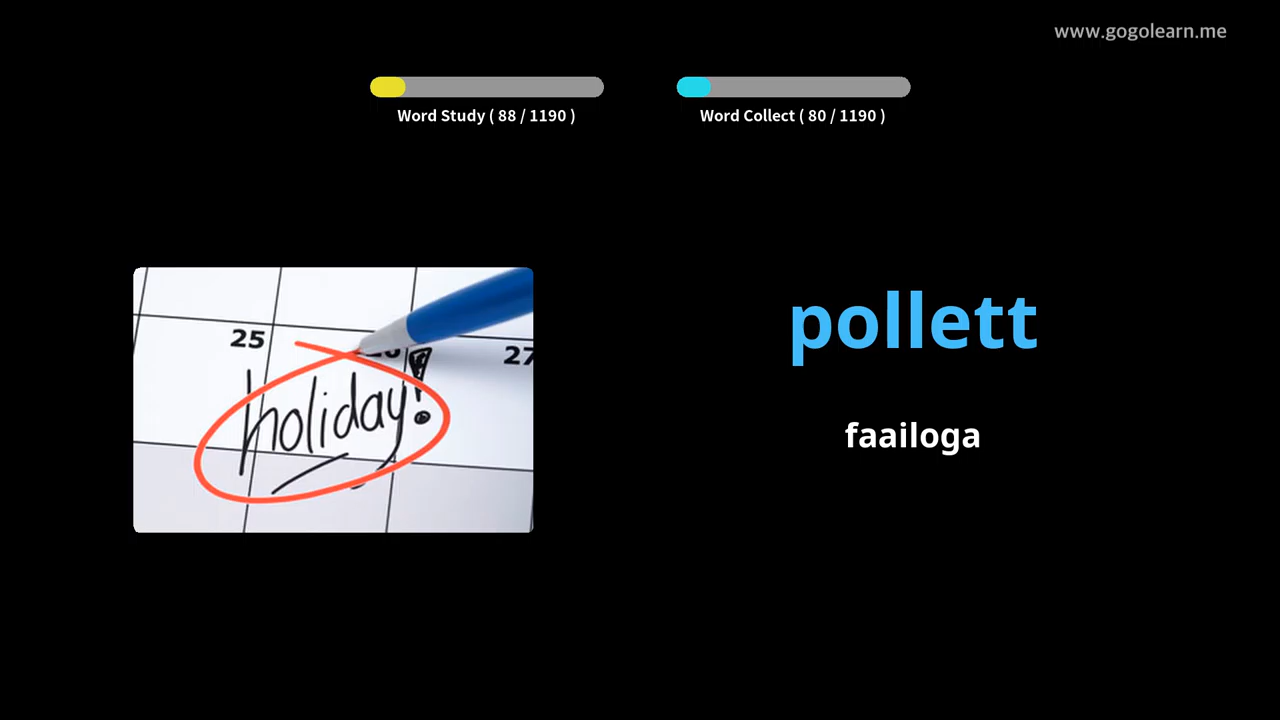 www.gogolearn.me
Word Study ( 88 / 1190 )
Word Collect ( 80 / 1190 )
25
27
holiday!
pollett
faailoga